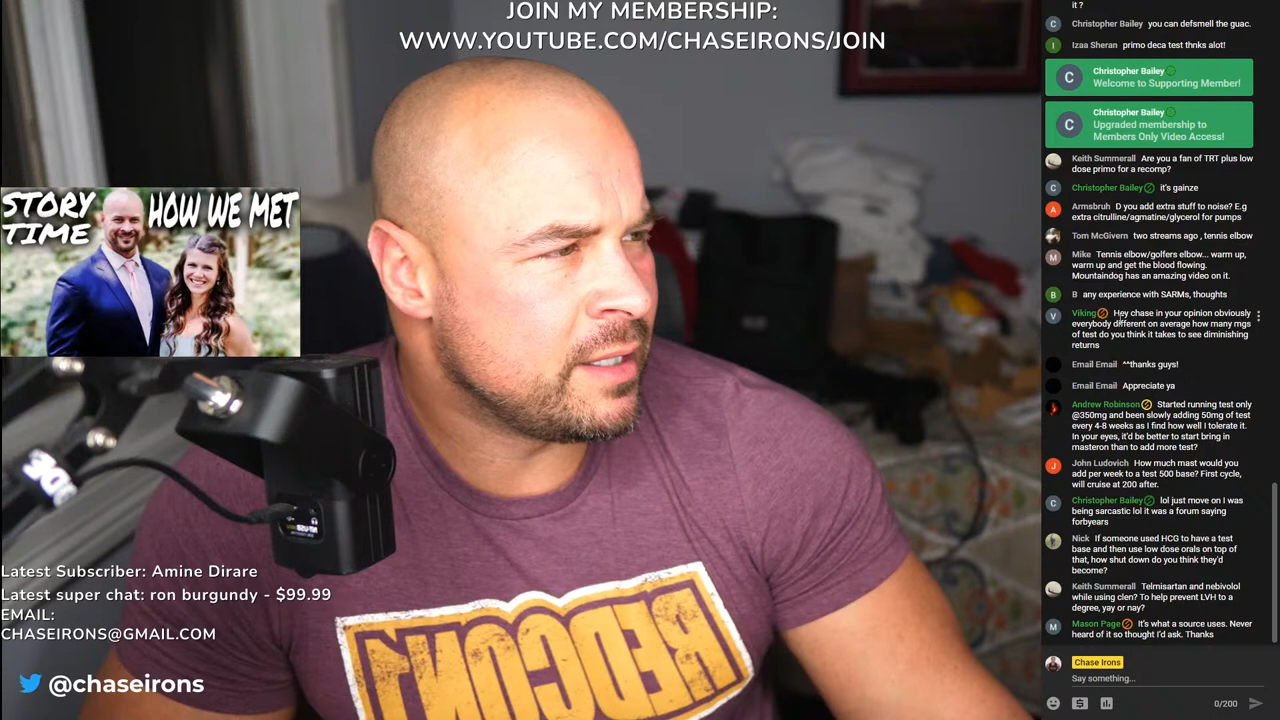 JOIN MY MEMBERSHIP:
WWW.YOUTUBE.COM/CHASEIRONS/JOIN
STORY
TIME
HOW WE MET
Latest Subscriber: Amine Dirare
Latest super chat: ron burgundy - $99.99
EMAIL:
CHASEIRONS@GMAIL.COM
@chaseirons
REDCON1
it ?
C Christopher Bailey you can defsmell the guac.
I Izaa Sheran primo deca test thnks alot!
C Christopher Bailey
Welcome to Supporting Member!
C Christopher Bailey
Upgraded membership to
Members Only Video Access!
Keith Summerall Are you a fan of TRT plus low
dose primo for a recomp?
C Christopher Bailey it's gainze
A Armsbruh D you add extra stuff to noise? E.g
extra citrulline/agmatine/glycerol for pumps
Tom McGivern two streams ago , tennis elbow
M Mike Tennis elbow/golfers elbow... warm up,
warm up and get the blood flowing.
Mountaindog has an amazing video on it.
B B any experience with SARMs, thoughts
V Viking Hey chase in your opinion obviously
everybody different on average how many mgs
of test do you think it takes to see diminishing
returns
Email Email ^^thanks guys!
Email Email Appreciate ya
Andrew Robinson Started running test only
@350mg and been slowly adding 50mg of test
every 4-8 weeks as I find how well I tolerate it.
In your eyes, it'd be better to start bring in
masteron than to add more test?
J John Ludovich How much mast would you
add per week to a test 500 base? First cycle,
will cruise at 200 after.
C Christopher Bailey lol just move on I was
being sarcastic lol it was a forum saying
forbyears
Nick If someone used HCG to have a test
base and then use low dose orals on top of
that, how shut down do you think they'd
become?
Keith Summerall Telmisartan and nebivolol
while using clen? To help prevent LVH to a
degree, yay or nay?
M Mason Page It's what a source uses. Never
heard of it so thought I'd ask. Thanks
Chase Irons
Say something...
0/200